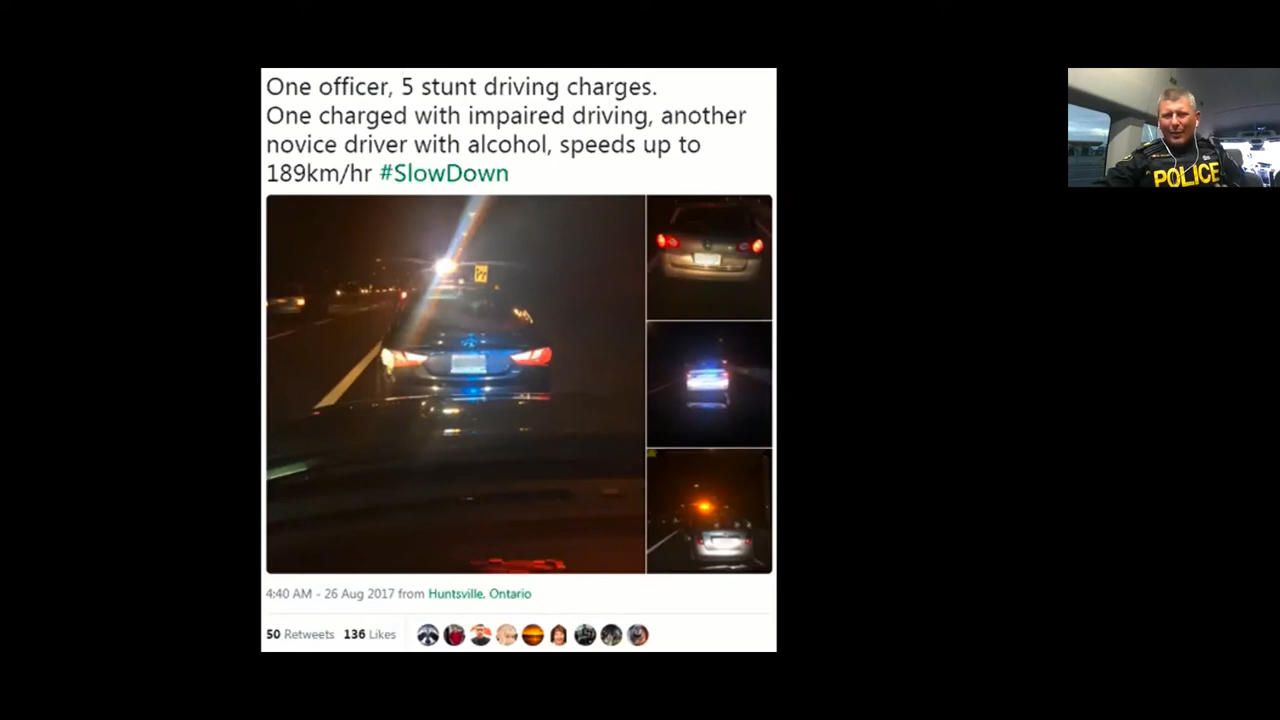 One officer, 5 stunt driving charges.
One charged with impaired driving, another
novice driver with alcohol, speeds up to
189km/hr #SlowDown
POLICE
4:40 AM - 26 Aug 2017 from Huntsville, Ontario
50 Retweets 136 Likes